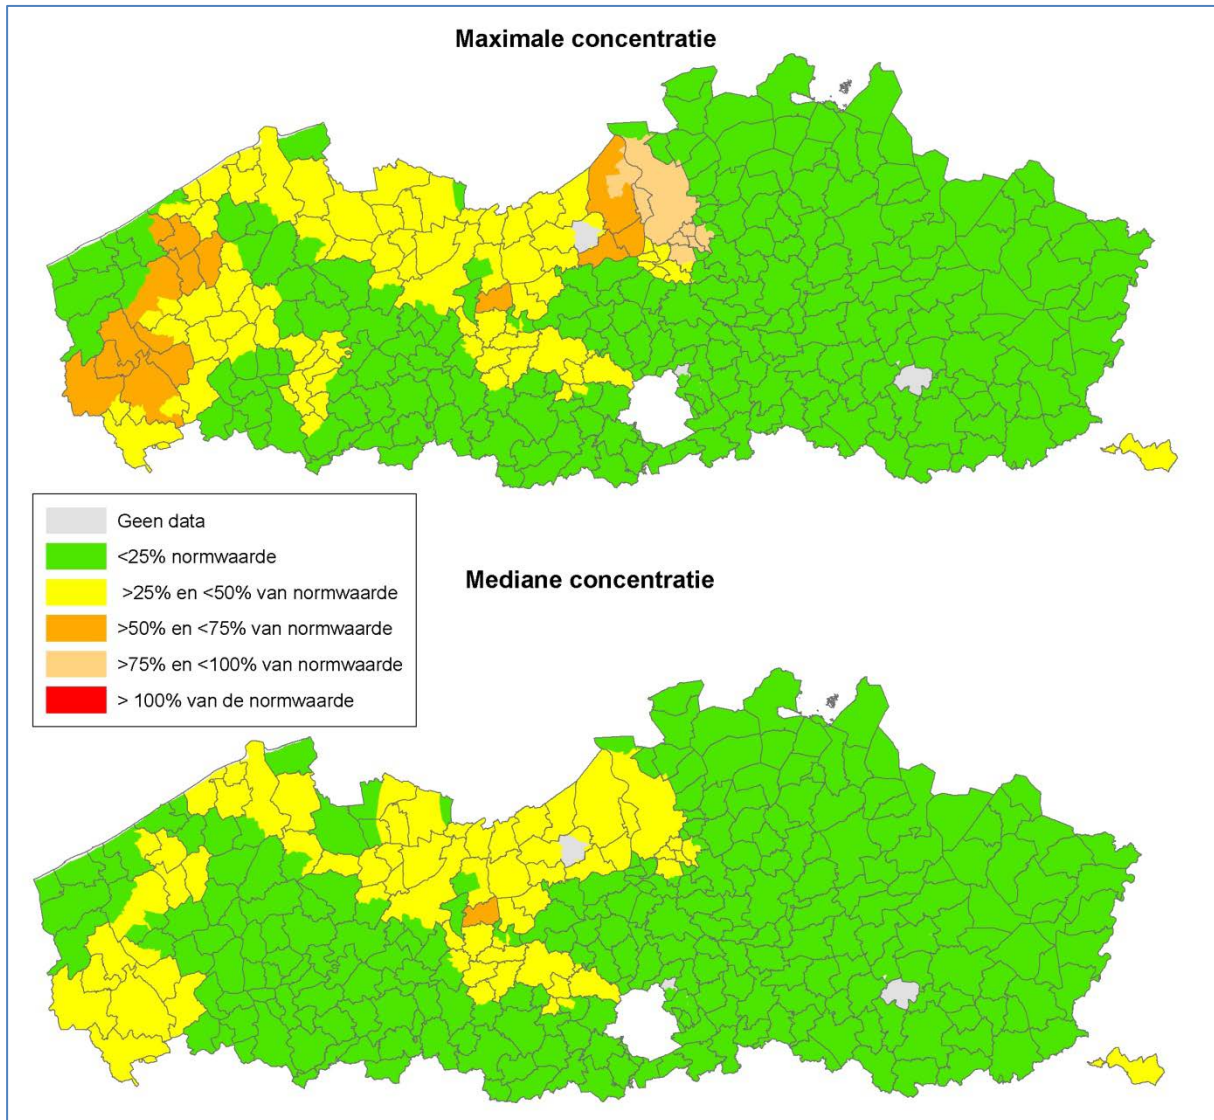 Maximale concentratie
Geen data
<25% normwaarde
>25% en <50% van normwaarde
>50% en <75% van normwaarde
>75% en <100% van normwaarde
> 100% van de normwaarde
Mediane concentratie